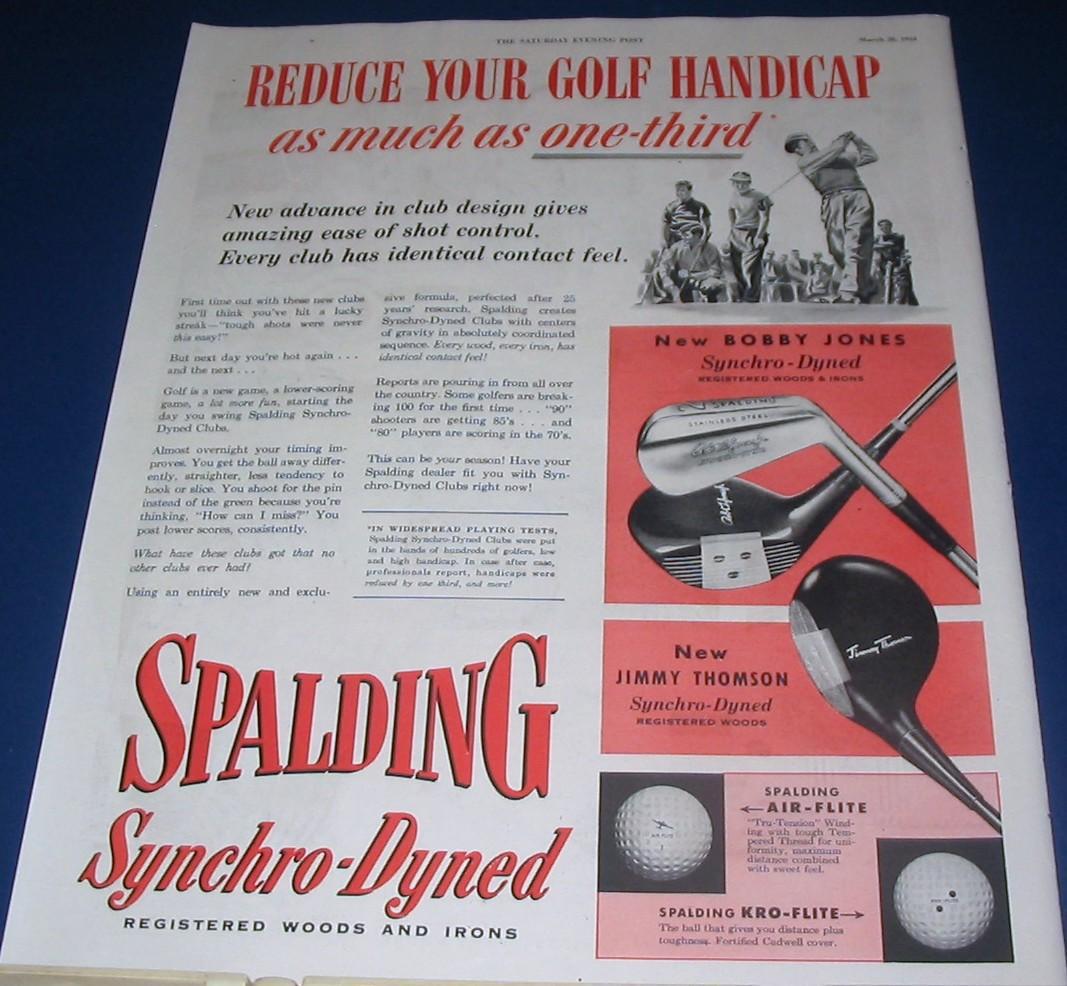 THE SATURDAY EVENING POST
March 20, 1954
REDUCE YOUR GOLF HANDICAP
as much as one-third*
New advance in club design gives
amazing ease of shot control.
Every club has identical contact feel.
First time out with these new clubs
you'll think you've hit a lucky
streak—"tough shots were never
this easy!"
But next day you're hot again . . .
and the next . . .
Golf is a new game, a lower-scoring
game, a lot more fun, starting the
day you swing Spalding Synchro-
Dyned Clubs.
Almost overnight your timing im-
proves. You get the ball away differ-
ently, straighter, less tendency to
hook or slice. You shoot for the pin
instead of the green because you're
thinking, "How can I miss?" You
post lower scores, consistently.
What have these clubs got that no
other clubs ever had?
Using an entirely new and exclu-
sive formula, perfected after 25
years' research, Spalding creates
Synchro-Dyned Clubs with centers
of gravity in absolutely coordinated
sequence. Every wood, every iron, has
identical contact feel!
Reports are pouring in from all over
the country. Some golfers are break-
ing 100 for the first time . . . "90"
shooters are getting 85's . . . and
"80" players are scoring in the 70's.
This can be your season! Have your
Spalding dealer fit you with Syn-
chro-Dyned Clubs right now!
*IN WIDESPREAD PLAYING TESTS,
Spalding Synchro-Dyned Clubs were put
in the hands of hundreds of golfers, low
and high handicap. In case after case,
professionals report, handicaps were
reduced by one third, and more!
SPALDING
Synchro-Dyned
REGISTERED WOODS AND IRONS
New BOBBY JONES
Synchro-Dyned
REGISTERED WOODS & IRONS
SPALDING
STAINLESS STEEL
New
JIMMY THOMSON
Synchro-Dyned
REGISTERED WOODS
Jimmy Thomson
SPALDING
←AIR-FLITE
"Tru-Tension" Wind-
ing with tough Tem-
pered Thread for uni-
formity, maximum
distance combined
with sweet feel.
AIR-FLITE
1
SPALDING KRO-FLITE→
The ball that gives you distance plus
toughness. Fortified Cadwell cover.
KRO-FLITE